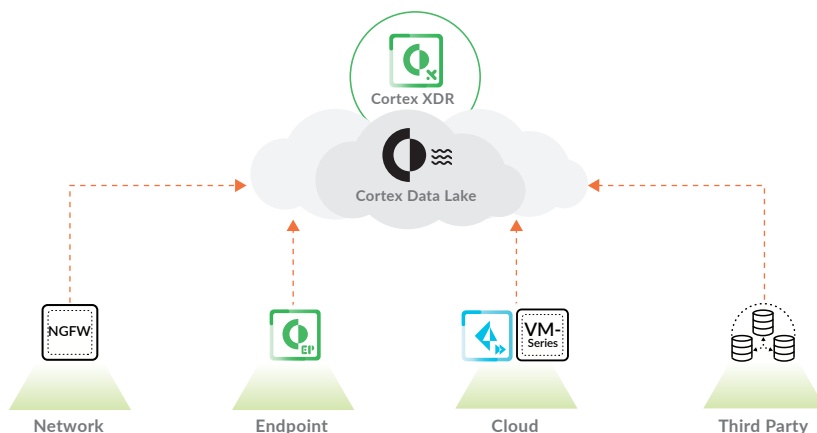 Cortex XDR
Cortex Data Lake
NGFW
EP
VM-
Series
Network
Endpoint
Cloud
Third Party